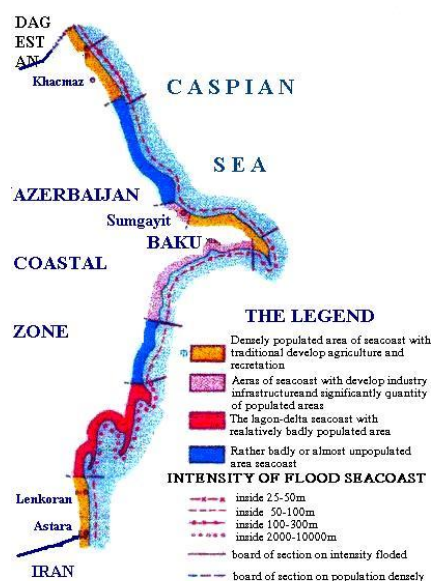 DAG
EST
AN
Khacmaz
CASPIAN
SEA
AZERBAIJAN
Sumgayit
BAKU
COASTAL
ZONE
THE LEGEND
Densely populated area of seacoast with
traditional develop agriculture and
recretation
Aeras of seacoast with develop industry
infrastructureand significantly quantity
of populated areas
The lagon-delta seacoast with
realatively badly populated area
Rather badly or almost unpopulated
area seacoast
INTENSITY OF FLOOD SEACOAST
inside 25-50m
inside 50-100m
inside 100-300m
inside 2000-10000m
board of section on intensity floded
board of section on population densely
Lenkoran
Astara
IRAN